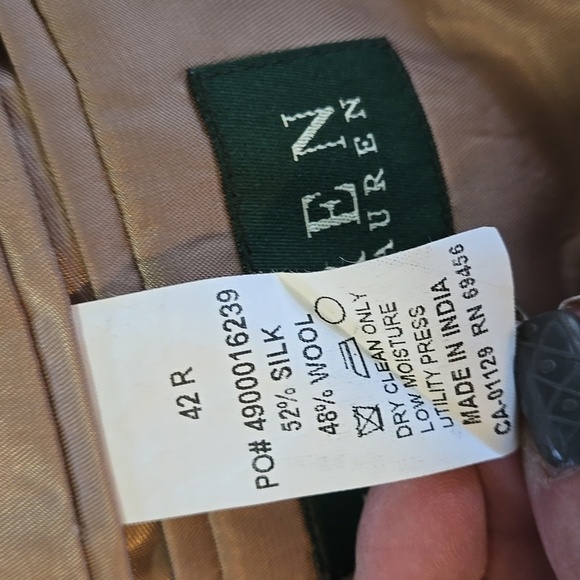 EN
AUREN
42 R
PO# 4900016239
52% SILK
48% WOOL
DRY CLEAN ONLY
LOW MOISTURE
UTILITY PRESS
MADE IN INDIA
CA-01129 RN 69456